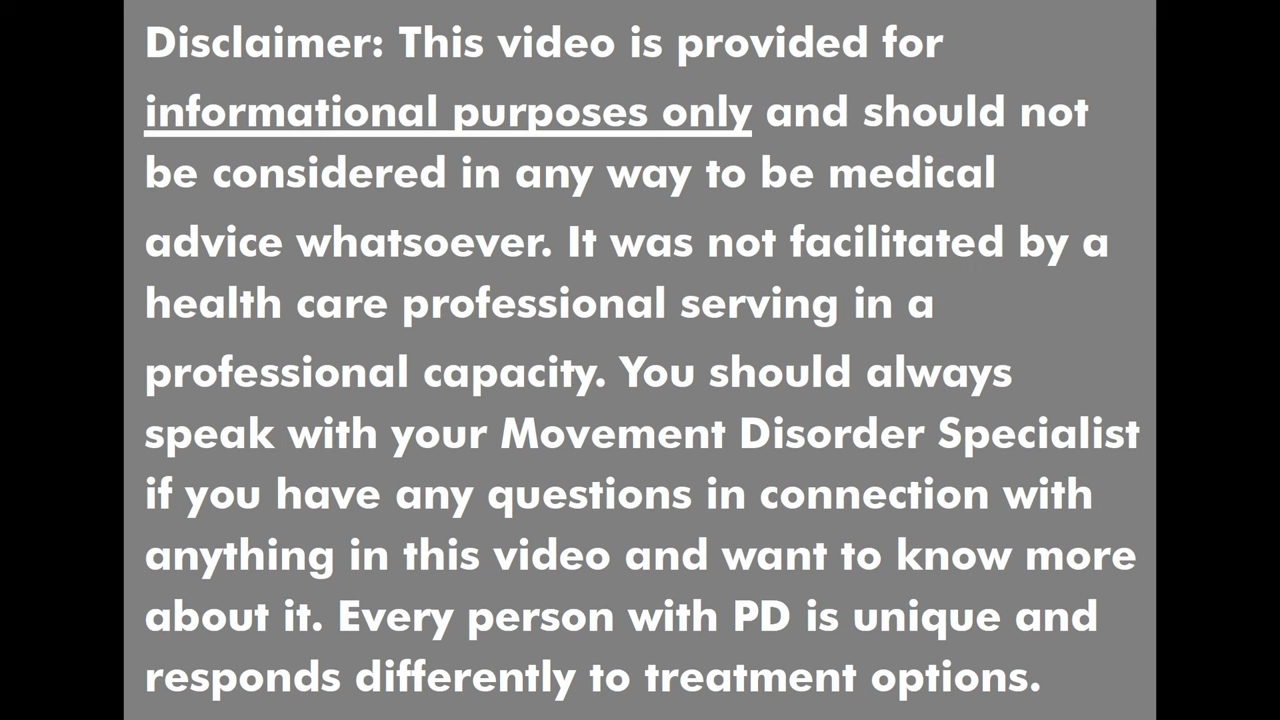 Disclaimer: This video is provided for
informational purposes only and should not
be considered in any way to be medical
advice whatsoever. It was not facilitated by a
health care professional serving in a
professional capacity. You should always
speak with your Movement Disorder Specialist
if you have any questions in connection with
anything in this video and want to know more
about it. Every person with PD is unique and
responds differently to treatment options.